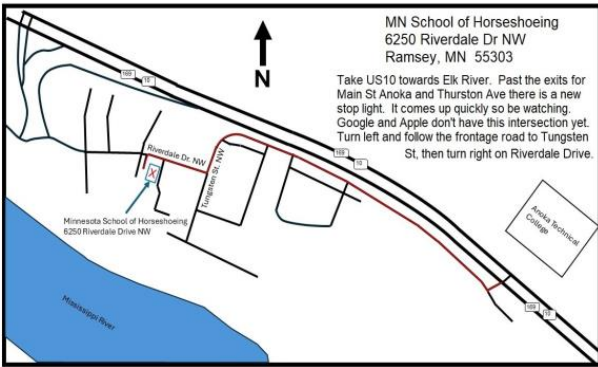 MN School of Horseshoeing
6250 Riverdale Dr NW
Ramsey, MN 55303
Take US10 towards Elk River. Past the exits for
Main St Anoka and Thurston Ave there is a new
stop light. It comes up quickly so be watching.
Google and Apple don't have this intersection yet.
Turn left and follow the frontage road to Tungsten
St, then turn right on Riverdale Drive.
N
169
10
Riverdale Dr. NW
Tungsten St. NW
169
10
X
Minnesota School of Horseshoeing
6250 Riverdale Drive NW
Anoka Technical
College
Mississippi River
169
10